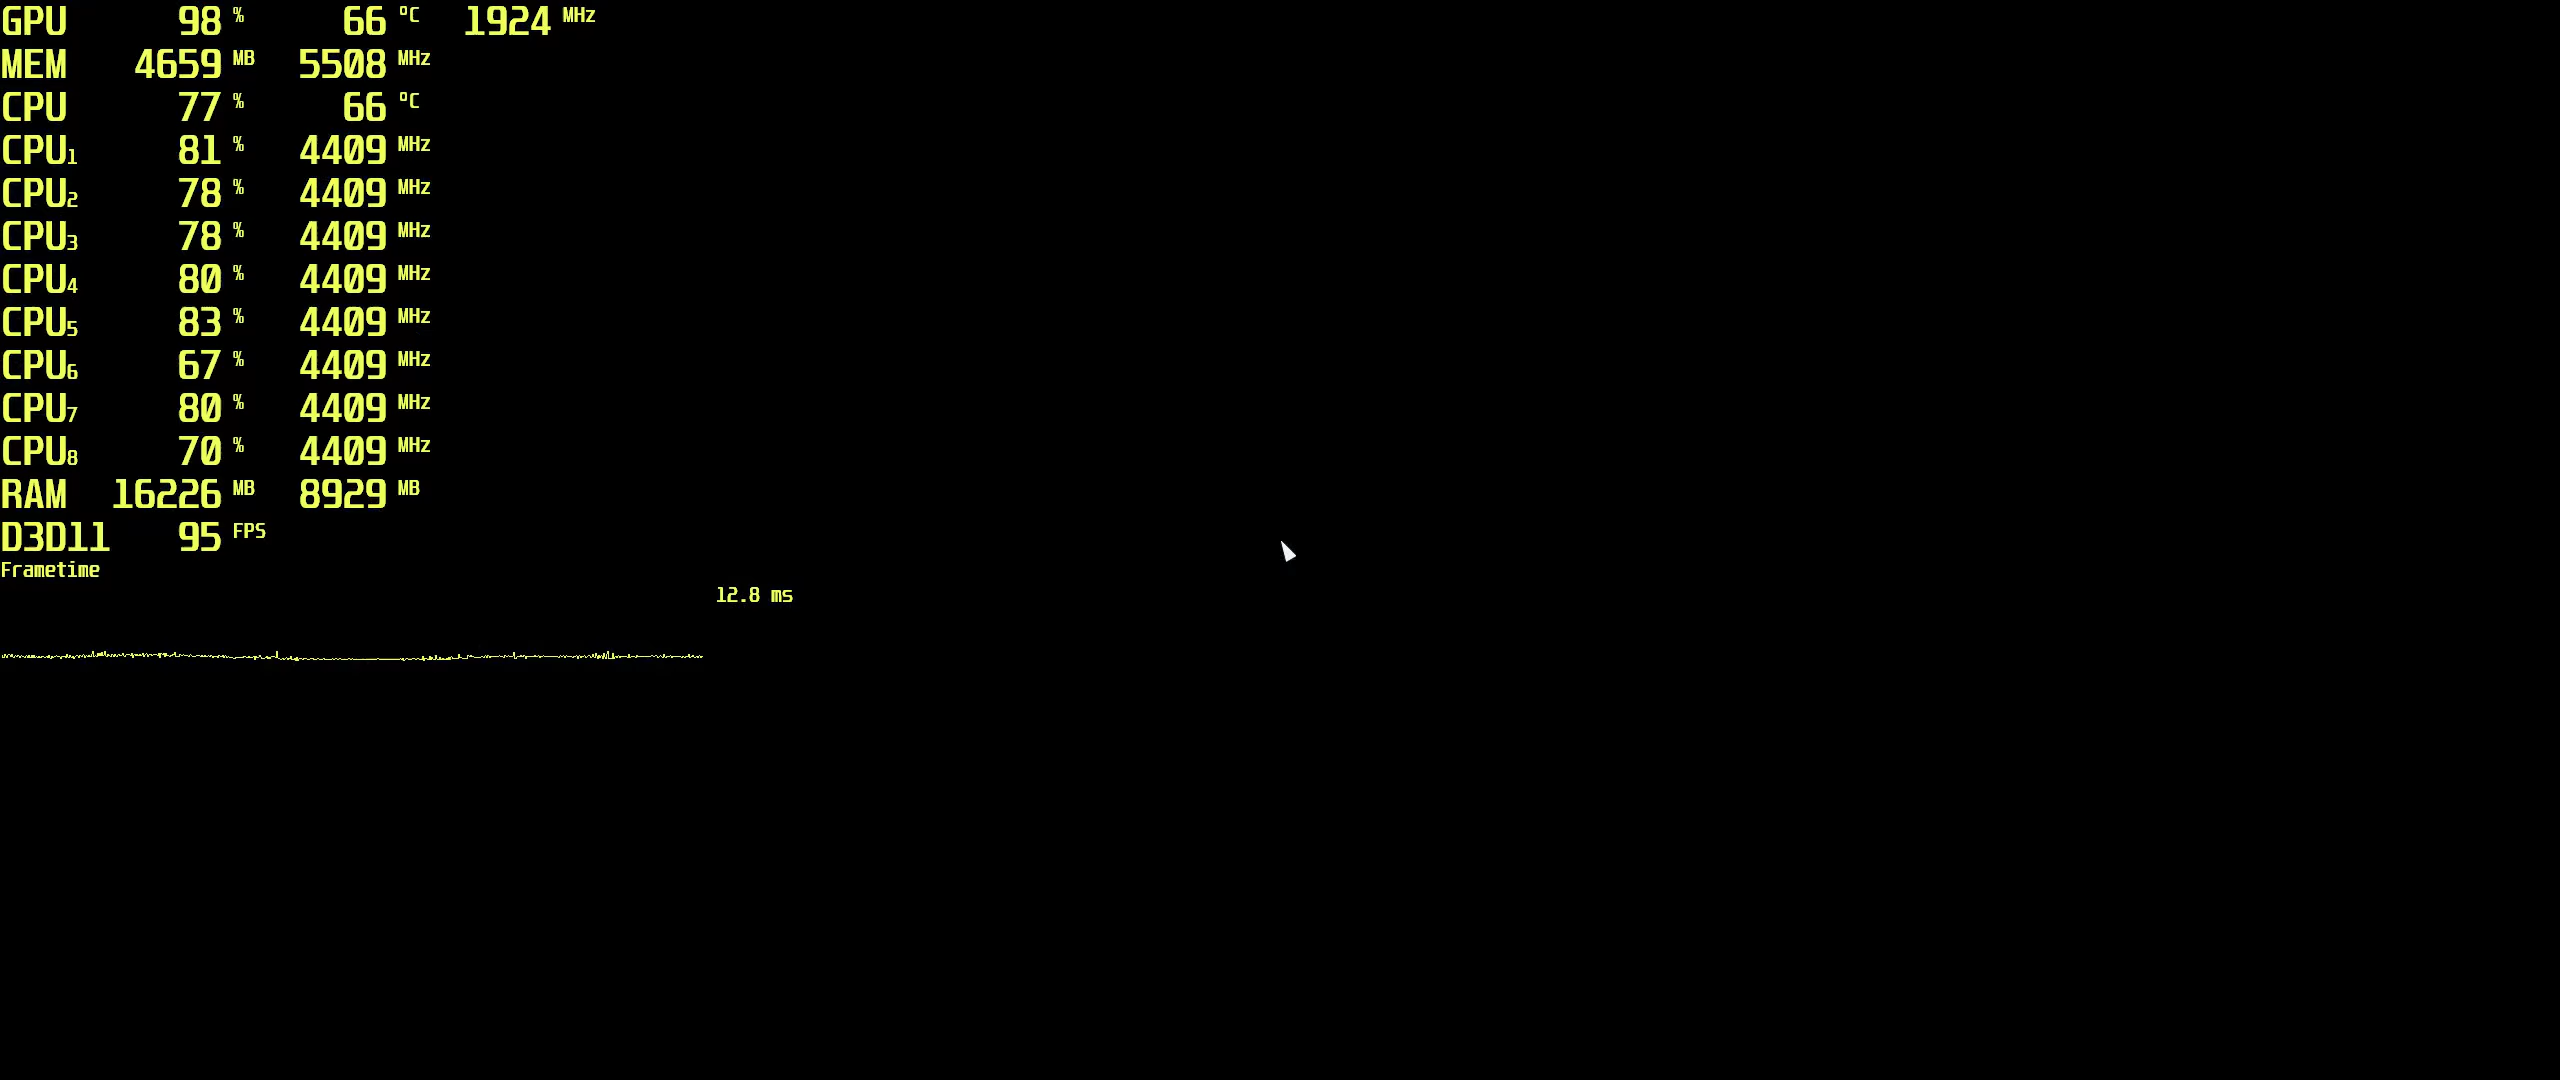 GPU 98 % 66 °C 1924 MHz
MEM 4659 MB 5508 MHz
CPU 77 % 66 °C
CPU1 81 % 4409 MHz
CPU2 78 % 4409 MHz
CPU3 78 % 4409 MHz
CPU4 80 % 4409 MHz
CPU5 83 % 4409 MHz
CPU6 67 % 4409 MHz
CPU7 80 % 4409 MHz
CPU8 70 % 4409 MHz
RAM 16226 MB 8929 MB
D3D11 95 FPS
Frametime
12.8 ms